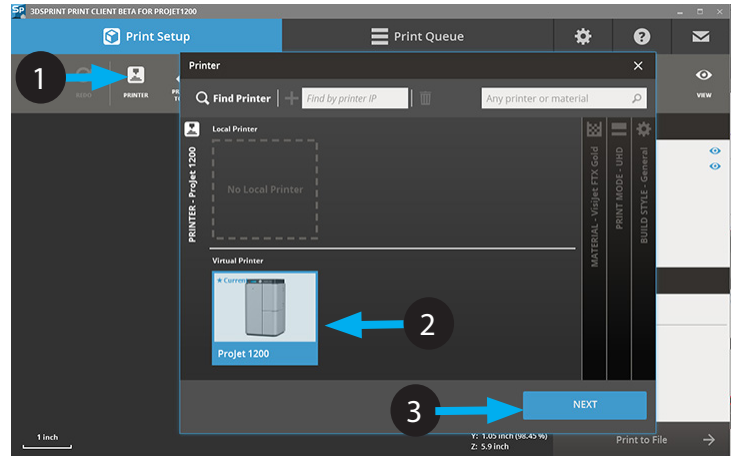 Sp 3DSPRINT PRINT CLIENT BETA FOR PROJET1200
Print Setup
Print Queue
?
1
REDO
PRINTER
VIEW
Printer
Find Printer
Find by printer IP
Any printer or material
PRINTER - ProJet 1200
Local Printer
No Local Printer
Virtual Printer
Current
ProJet 1200
2
MATERIAL - VisiJet FTX Gold
PRINT MODE - UHD
BUILD STYLE - General
3
NEXT
1 inch
Y: 1.05 inch (98.45 %)
Z: 5.9 inch
Print to File